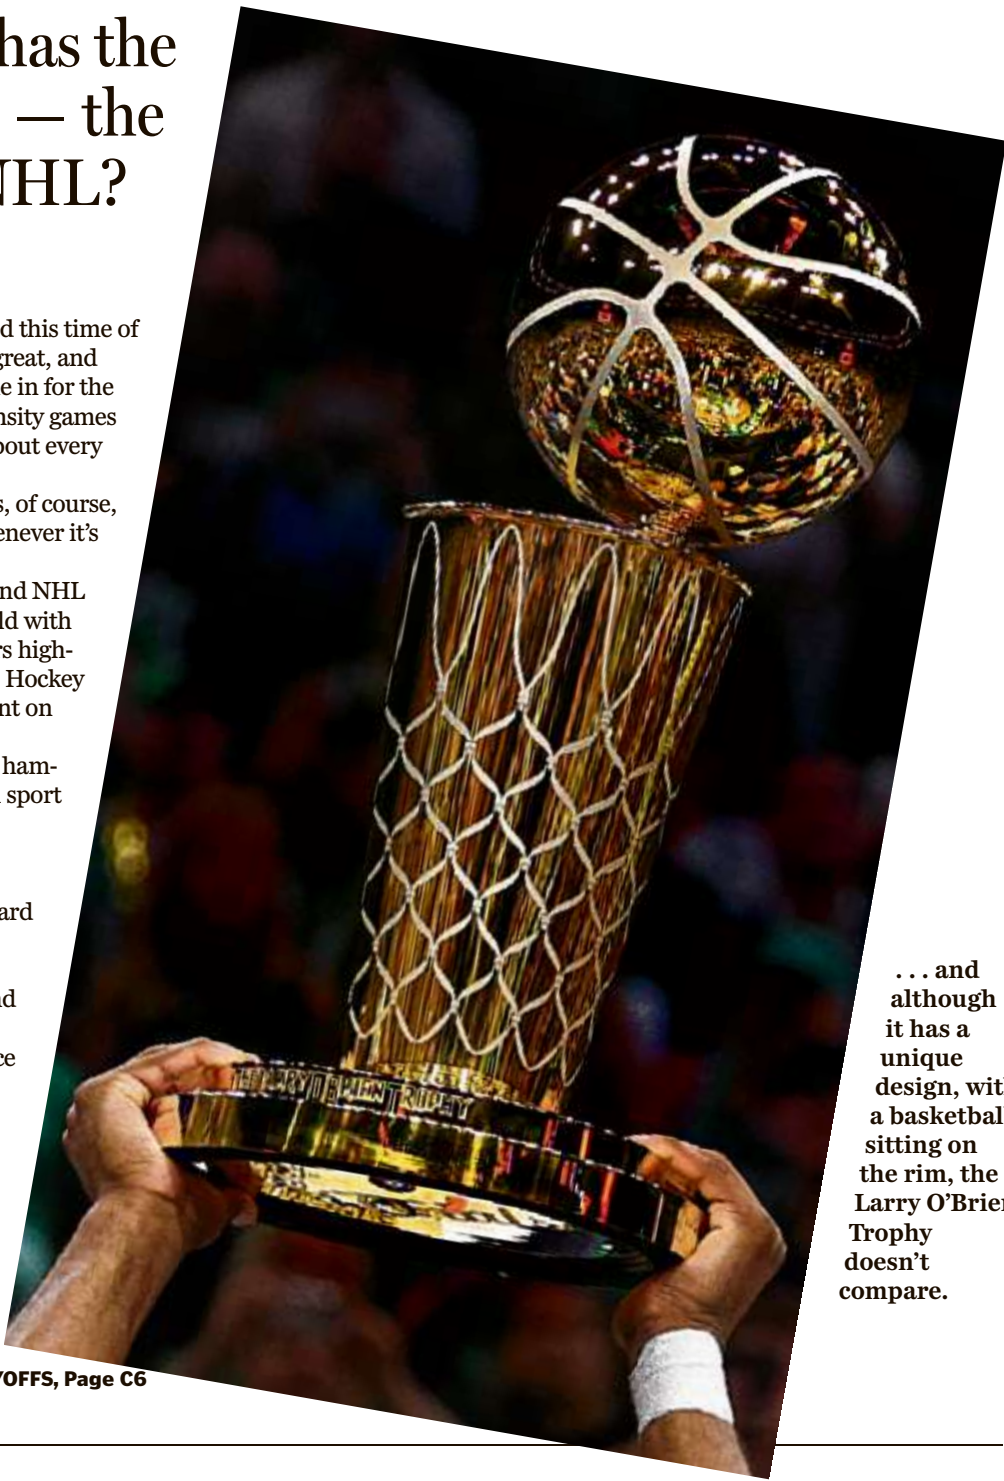 has the
— the
NHL?
d this time of
great, and
e in for the
nsity games
bout every
s, of course,
enever it’s
nd NHL
ld with
rs high-
Hockey
nt on
ham-
sport
ard
nd
ce
THE LARRY O’BRIEN TROPHY
. . . and
although
it has a
unique
design, wit
a basketbal
sitting on
the rim, the
Larry O’Brien
Trophy
doesn’t
compare.
YOFFS, Page C6